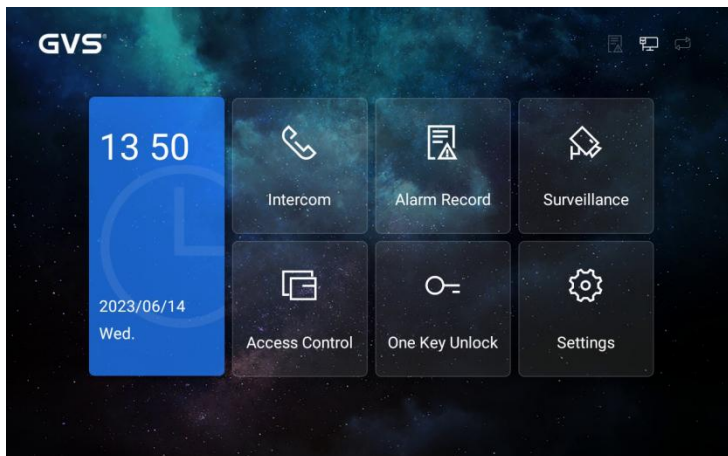 GVS
13 50
2023/06/14
Wed.
Intercom
Alarm Record
Surveillance
Access Control
One Key Unlock
Settings